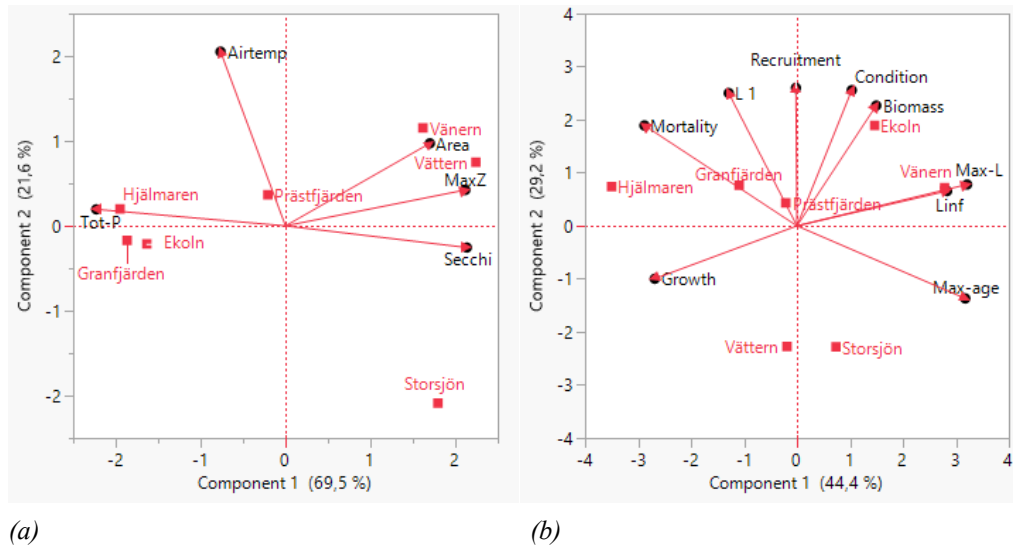 2
1
0
-1
-2
-2
-1
0
1
2
Component 2 (21,6 %)
Component 1 (69,5 %)
Airtemp
Vänern
Area
Vättern
MaxZ
Hjälmaren
Prästfjärden
Tot-P
Ekoln
Secchi
Granfjärden
Storsjön
(a)
4
3
2
1
0
-1
-2
-3
-4
-4
-3
-2
-1
0
1
2
3
4
Component 2 (29,2 %)
Component 1 (44,4 %)
Recruitment
Condition
L 1
Biomass
Mortality
Ekoln
Granfjärden
Vänern
Max-L
Hjälmaren
Prästfjärden
Linf
Growth
Max-age
Vättern
Storsjön
(b)